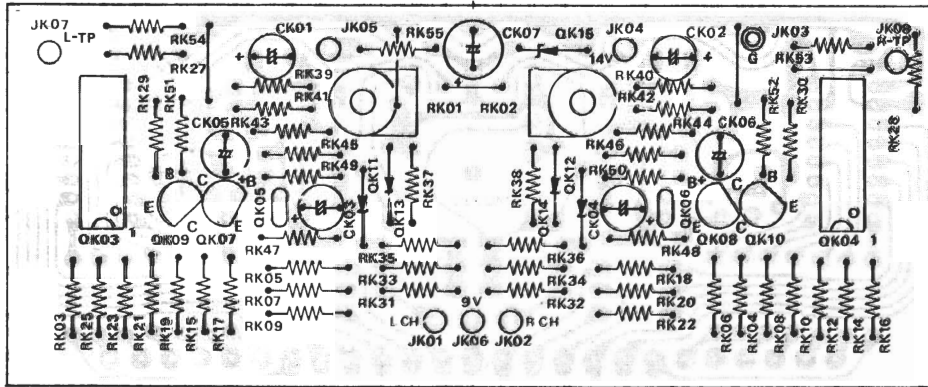 JK07
L-TP
RK54
RK27
CK01
JK05
RK55
CK07
QK15
14V
JK04
CK02
JK03
G
RK53
JK08
R-TP
RK28
RK29
RK51
RK39
RK41
CK05
RK43
RK45
RK49
RK01
RK02
RK40
RK42
RK44
RK46
RK50
CK06
RK52
RK30
B
C
+B
E
C
E
QK05
CK03
QK11
QK13
RK37
RK38
QK14
QK12
CK04
QK06
B+
C
B
E
C
E
QK03
1
QK09
QK07
RK47
RK35
RK36
RK48
QK08
QK10
QK04
1
RK05
RK33
RK34
RK18
RK07
RK31
RK32
RK20
RK09
9V
RK22
L CH
R CH
JK01
JK06
JK02
RK03
RK25
RK23
RK21
RK19
RK15
RK17
RK06
RK04
RK08
RK10
RK12
RK14
RK16